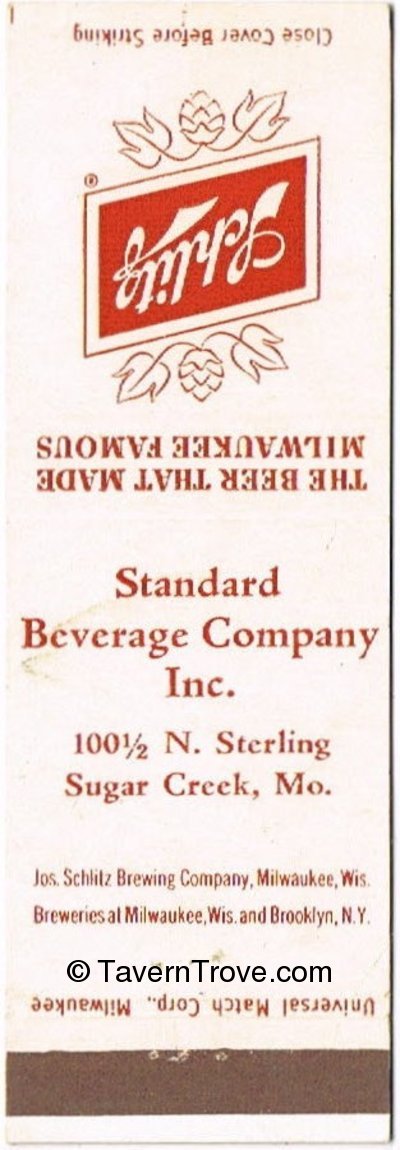 Close Cover Before Striking
Schlitz ®
THE BEER THAT MADE
MILWAUKEE FAMOUS
Standard
Beverage Company
Inc.
100½ N. Sterling
Sugar Creek, Mo.
Jos. Schlitz Brewing Company, Milwaukee, Wis.
Breweries at Milwaukee, Wis. and Brooklyn, N.Y.
© TavernTrove.com
Universal Match Corp., Milwaukee